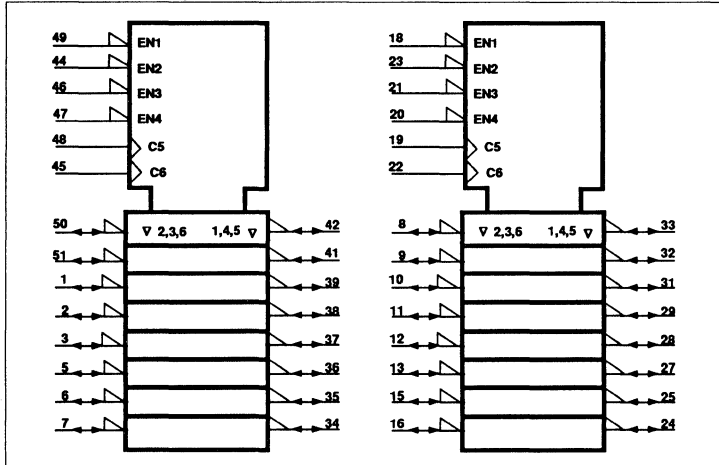 49 EN1 18 EN1
44 EN2 23 EN2
46 EN3 21 EN3
47 EN4 20 EN4
48 C5 19 C5
45 C6 22 C6
50 ∇ 2,3,6 1,4,5 ∇ 42 8 ∇ 2,3,6 1,4,5 ∇ 33
51 41 9 32
1 39 10 31
2 38 11 29
3 37 12 28
5 36 13 27
6 35 15 25
7 34 16 24